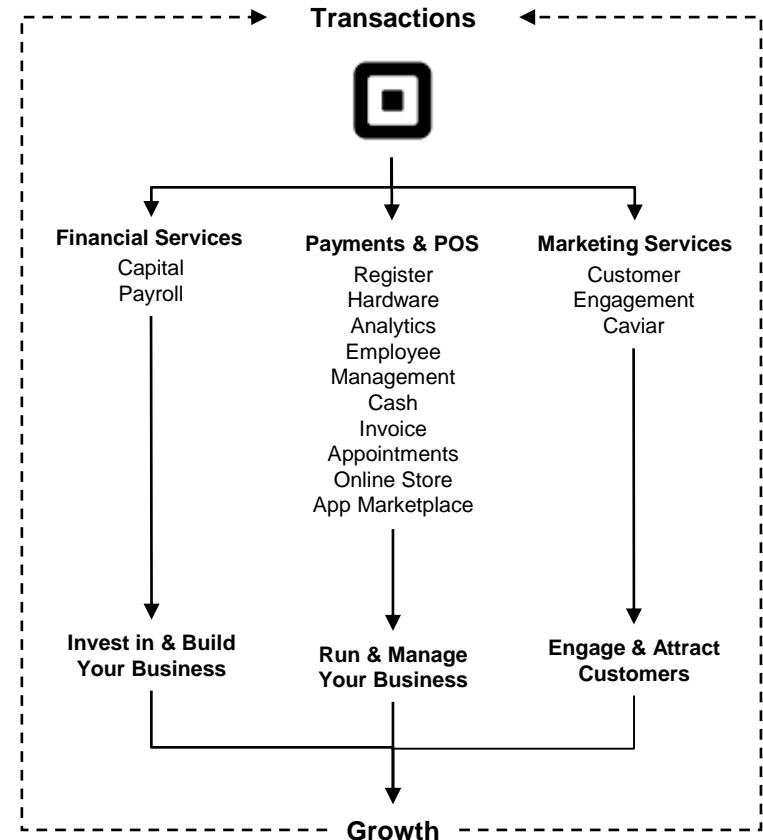 Transactions
Financial Services
Capital
Payroll
Payments & POS
Register
Hardware
Analytics
Employee
Management
Cash
Invoice
Appointments
Online Store
App Marketplace
Marketing Services
Customer
Engagement
Caviar
Invest in & Build
Your Business
Run & Manage
Your Business
Engage & Attract
Customers
Growth